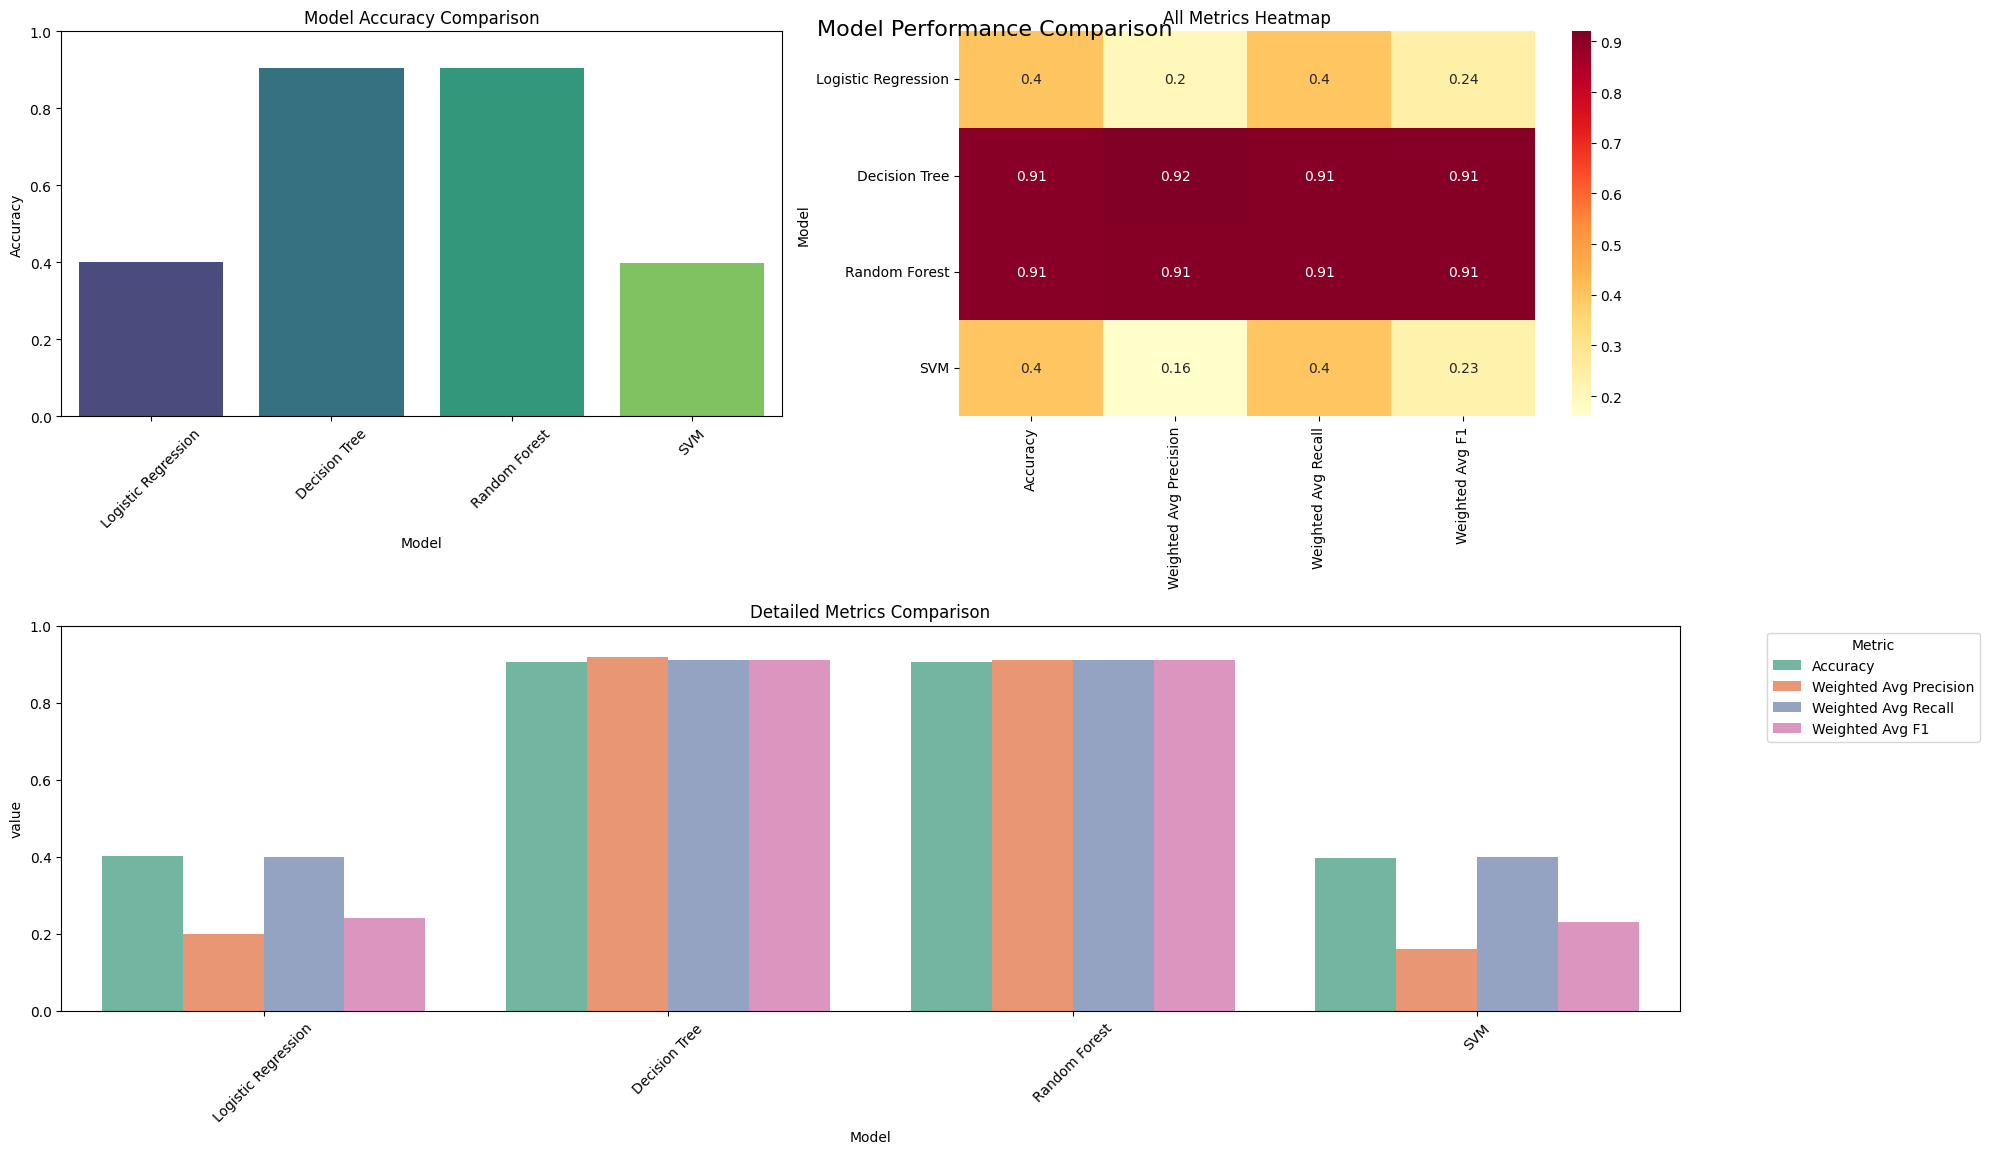 Model Performance Comparison
Model Accuracy Comparison
1.0
0.8
0.6
0.4
0.2
0.0
Accuracy
Logistic Regression
Decision Tree
Random Forest
SVM
Model
All Metrics Heatmap
Model
Logistic Regression
0.4 0.2 0.4 0.24
Decision Tree
0.91 0.92 0.91 0.91
Random Forest
0.91 0.91 0.91 0.91
SVM
0.4 0.16 0.4 0.23
Accuracy
Weighted Avg Precision
Weighted Avg Recall
Weighted Avg F1
0.9
0.8
0.7
0.6
0.5
0.4
0.3
0.2
Detailed Metrics Comparison
1.0
0.8
0.6
0.4
0.2
0.0
value
Logistic Regression
Decision Tree
Random Forest
SVM
Model
Metric
Accuracy
Weighted Avg Precision
Weighted Avg Recall
Weighted Avg F1